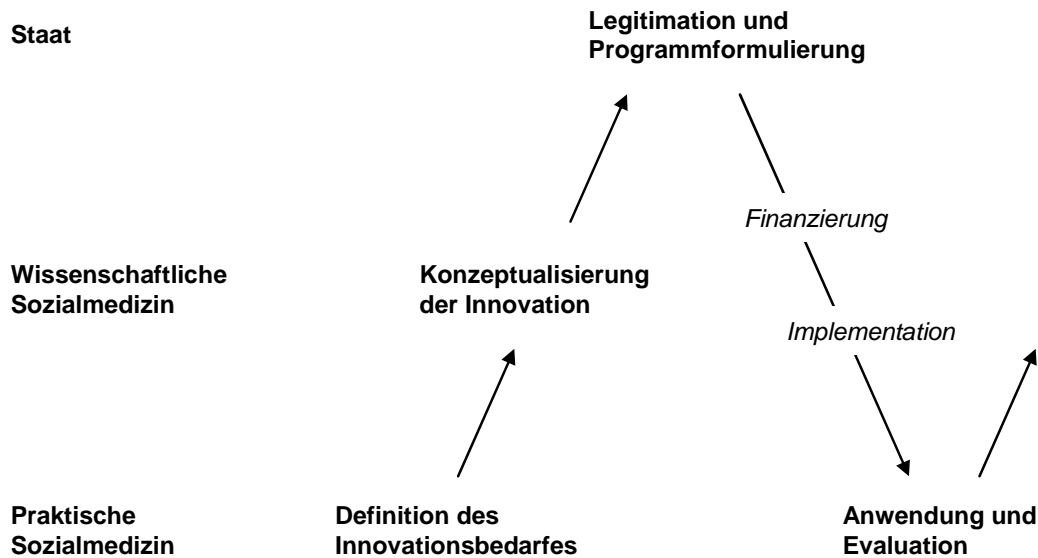 Staat
Legitimation und
Programmformulierung
Finanzierung
Wissenschaftliche
Sozialmedizin
Konzeptualisierung
der Innovation
Implementation
Praktische
Sozialmedizin
Definition des
Innovationsbedarfes
Anwendung und
Evaluation